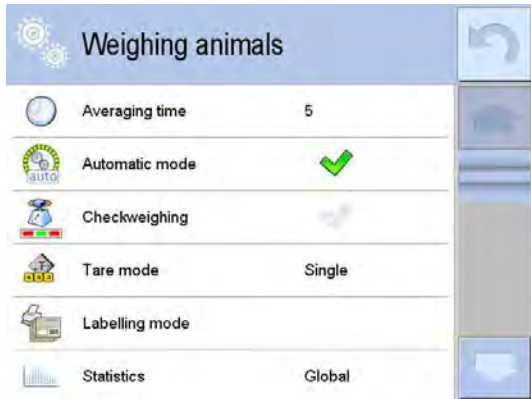 Weighing animals
Averaging time 5
auto
Automatic mode
Checkweighing
Tare mode Single
Labelling mode
Statistics Global